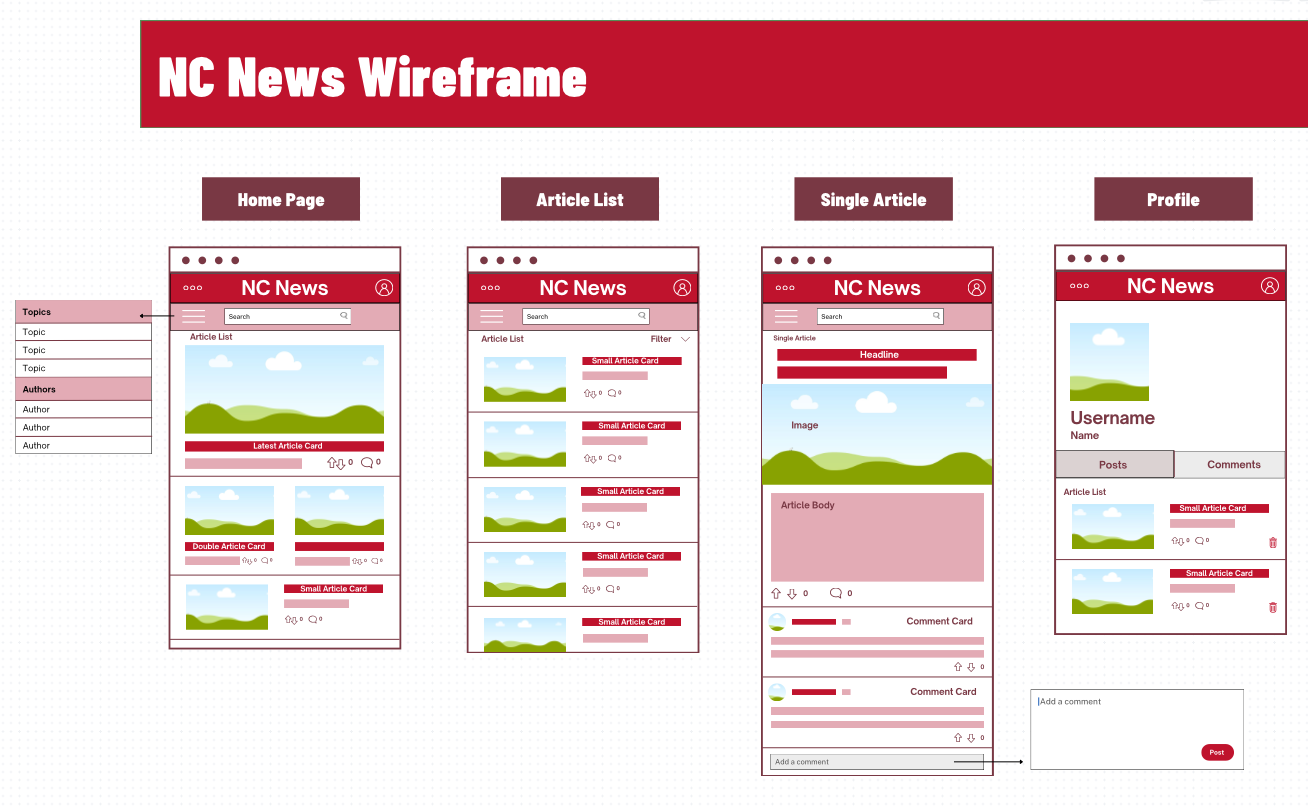 NC News Wireframe
Home Page
Article List
Single Article
Profile
Topics
Topic
Topic
Topic
Authors
Author
Author
Author
NC News
Search
Article List
Latest Article Card
0 0
Double Article Card
0 0
0 0
Small Article Card
0 0
NC News
Search
Article List Filter
Small Article Card
0 0
Small Article Card
0 0
Small Article Card
0 0
Small Article Card
0 0
Small Article Card
NC News
Search
Single Article
Headline
Image
Article Body
0 0
Comment Card
0
Comment Card
0
Add a comment
NC News
Username
Name
Posts Comments
Article List
Small Article Card
0 0
Small Article Card
0 0
Add a comment
Post